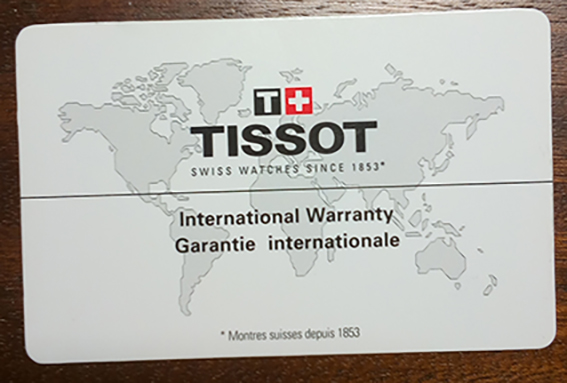 T+
TISSOT
SWISS WATCHES SINCE 1853*
International Warranty
Garantie internationale
* Montres suisses depuis 1853